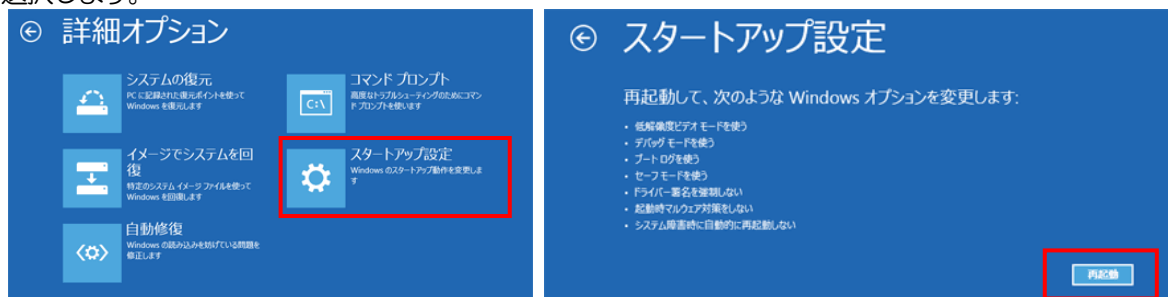 選択します。
詳細オプション
システムの復元
PC に記録された復元ポイントを使って
Windows を復元します
コマンド プロンプト
高度なトラブルシューティングのためにコマン
ド プロンプトを使います
C:\
イメージでシステムを回
復
特定のシステム イメージ ファイルを使って
Windows を回復します
スタートアップ設定
Windows のスタートアップ動作を変更しま
す
自動修復
Windows の読み込みを妨げている問題を
修正します
スタートアップ設定
再起動して、次のような Windows オプションを変更します:
• 低解像度ビデオ モードを使う
• デバッグ モードを使う
• ブート ログを使う
• セーフ モードを使う
• ドライバー署名を強制しない
• 起動時マルウェア対策をしない
• システム障害時に自動的に再起動しない
再起動